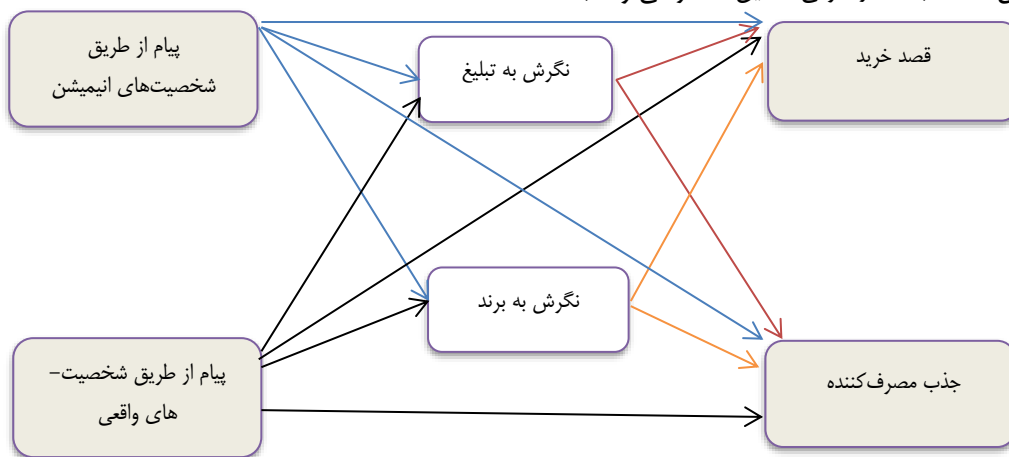 پیام از طریق
شخصیت‌های انیمیشن
نگرش به تبلیغ
قصد خرید
نگرش به برند
پیام از طریق شخصیت-
های واقعی
جذب مصرف‌کننده